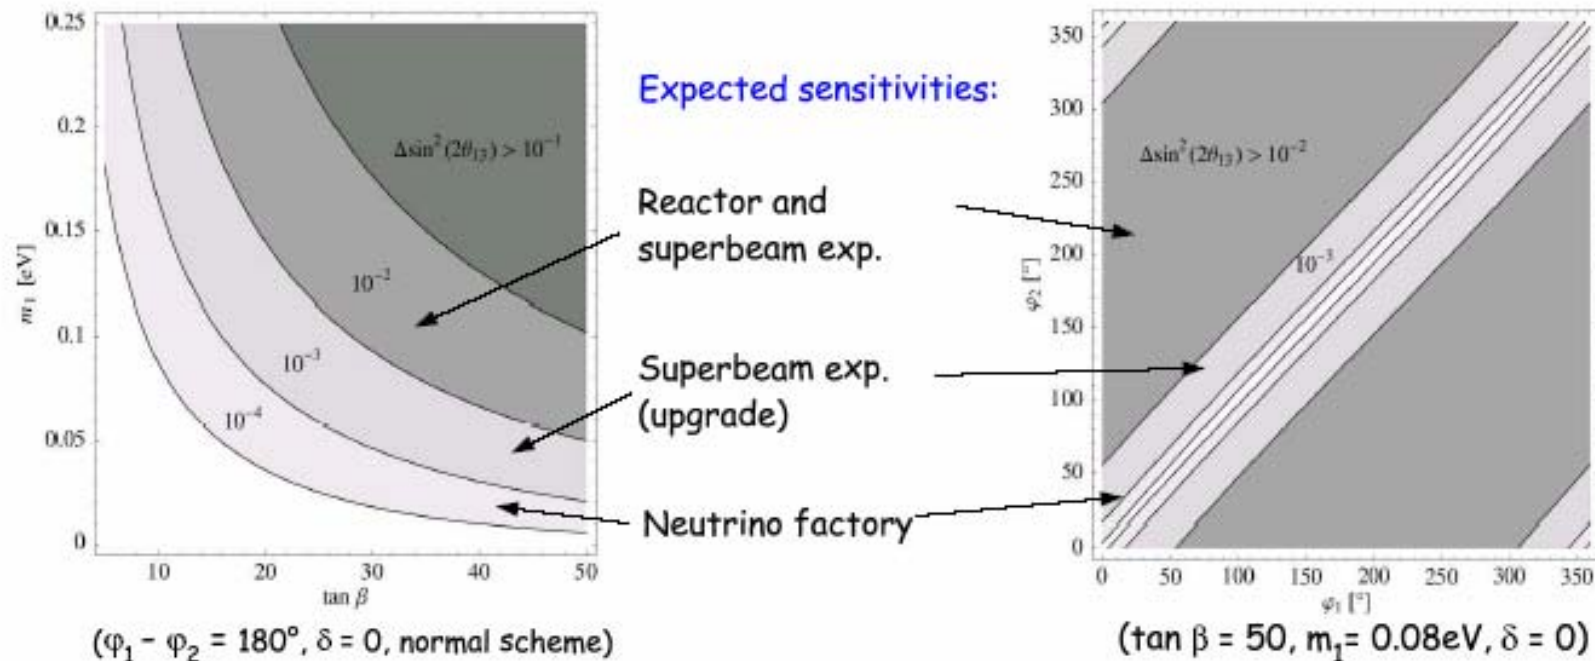 0.25
0.2
0.15
0.1
0.05
0
m₁ [eV]
10
20
30
40
50
tan β
Δsin²(2θ₁₃) > 10⁻¹
10⁻²
10⁻³
10⁻⁴
(φ₁ - φ₂ = 180°, δ = 0, normal scheme)
Expected sensitivities:
Reactor and
superbeam exp.
Superbeam exp.
(upgrade)
Neutrino factory
350
300
250
200
150
100
50
0
φ₂ [°]
0
50
100
150
200
250
300
350
φ₁ [°]
Δsin²(2θ₁₃) > 10⁻²
10⁻³
(tan β = 50, m₁= 0.08eV, δ = 0)